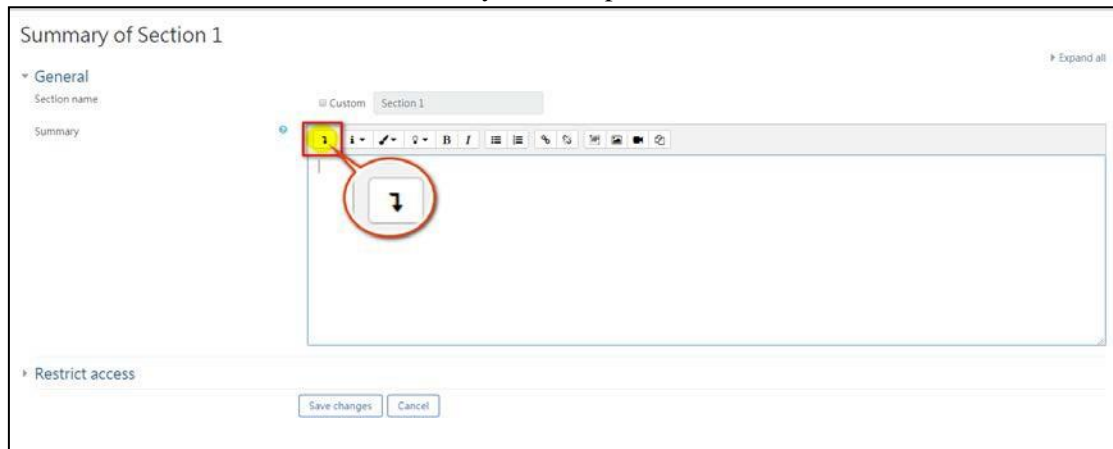 Summary of Section 1
Expand all
General
Section name
Custom Section 1
Summary
B I
Restrict access
Save changes Cancel